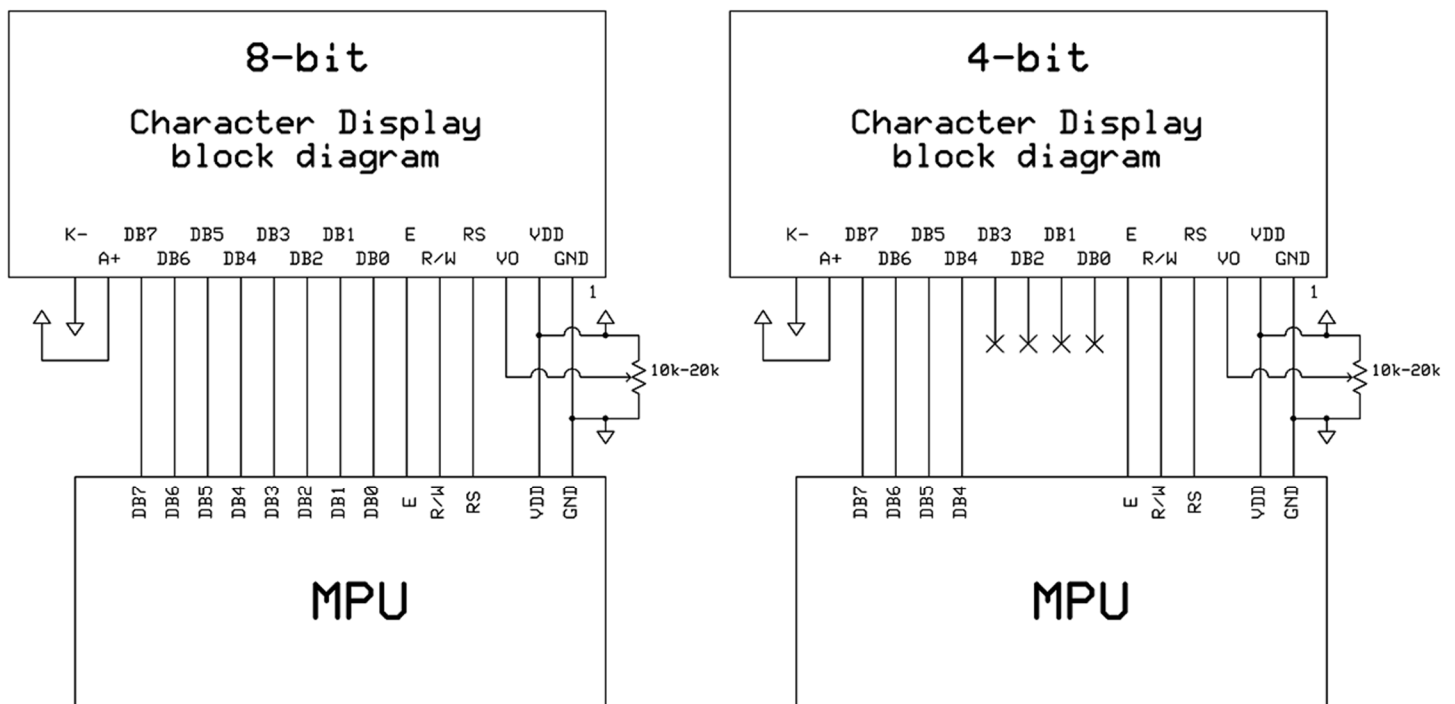 8-bit
Character Display
block diagram
K- DB7 DB5 DB3 DB1 E RS VDD
A+ DB6 DB4 DB2 DB0 R/W VO GND
1
10k-20k
DB7 DB6 DB5 DB4 DB3 DB2 DB1 DB0 E R/W RS VDD GND
MPU
4-bit
Character Display
block diagram
K- DB7 DB5 DB3 DB1 E RS VDD
A+ DB6 DB4 DB2 DB0 R/W VO GND
1
10k-20k
DB7 DB6 DB5 DB4 E R/W RS VDD GND
MPU